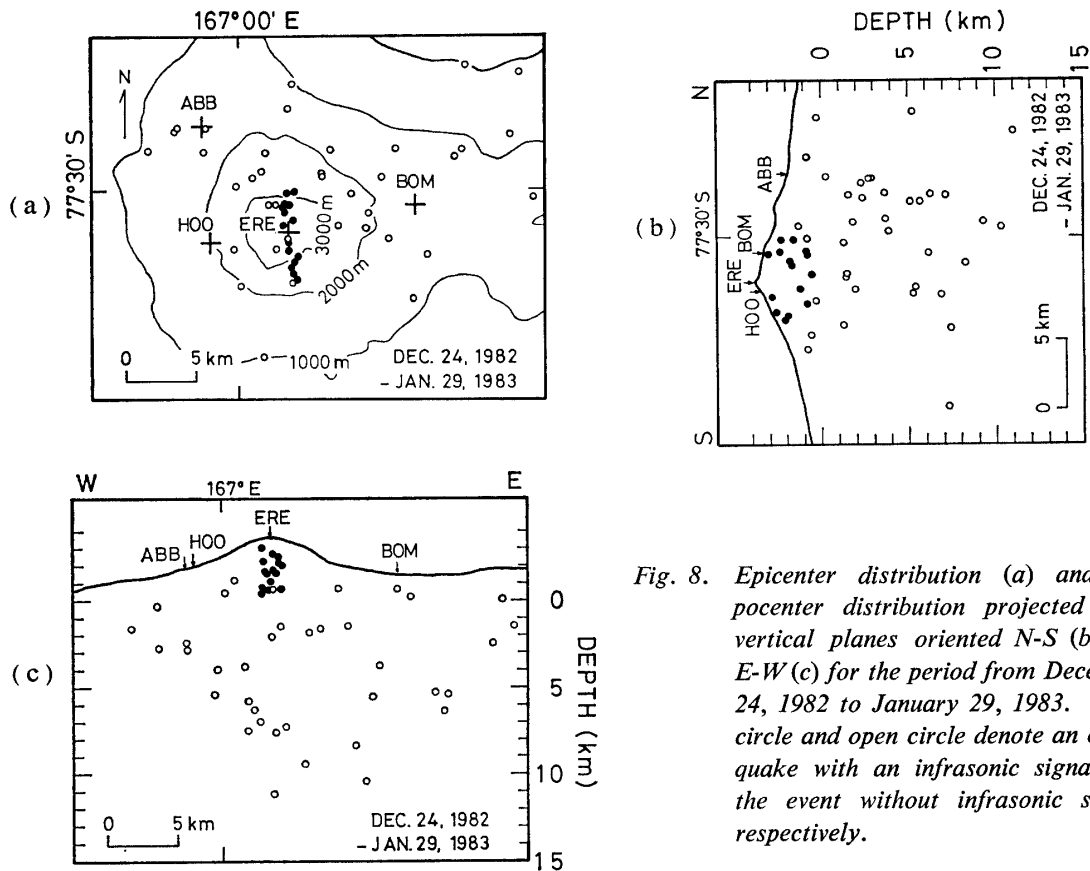 167°00' E
N
ABB
77°30' S
(a)
BOM
HOO
ERE
3000m
2000m
1000m
0 5 km
DEC. 24, 1982
– JAN. 29, 1983
DEPTH (km)
0 5 10 15
N
ABB
77°30'S
(b)
BOM
ERE
HOO
S
DEC. 24, 1982
– JAN. 29, 1983
0 5 km
W
167° E
E
ERE
ABB
HOO
BOM
(c)
0
5
10
15
DEPTH (km)
0 5 km
DEC. 24, 1982
– JAN. 29, 1983
Fig. 8. Epicenter distribution (a) and
pocenter distribution projected
vertical planes oriented N-S (b
E-W (c) for the period from Dece
24, 1982 to January 29, 1983.
circle and open circle denote an
quake with an infrasonic signa
the event without infrasonic s
respectively.